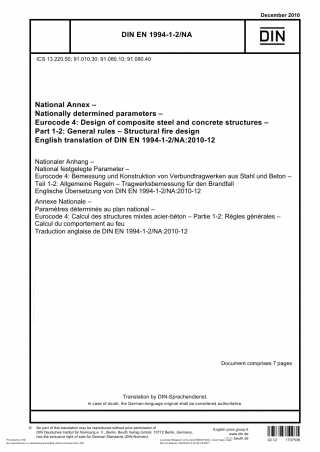 December 2010
DIN EN 1994-1-2/NA
DIN
ICS 13.220.50; 91.010.30; 91.080.10; 91.080.40
National Annex –
Nationally determined parameters –
Eurocode 4: Design of composite steel and concrete structures –
Part 1-2: General rules – Structural fire design
English translation of DIN EN 1994-1-2/NA:2010-12
Nationaler Anhang –
National festgelegte Parameter –
Eurocode 4: Bemessung und Konstruktion von Verbundtragwerken aus Stahl und Beton –
Teil 1-2: Allgemeine Regeln – Tragwerksbemessung für den Brandfall
Englische Übersetzung von DIN EN 1994-1-2/NA:2010-12
Annexe Nationale –
Paramètres déterminés au plan national –
Eurocode 4: Calcul des structures mixtes acier-béton – Partie 1-2: Règles générales –
Calcul du comportement au feu
Traduction anglaise de DIN EN 1994-1-2/NA:2010-12
Document comprises 7 pages
Translation by DIN-Sprachendienst.
In case of doubt, the German-language original shall be considered authoritative.
© No part of this translation may be reproduced without prior permission of
DIN Deutsches Institut für Normung e. V., Berlin. Beuth Verlag GmbH, 10772 Berlin, Germany,
has the exclusive right of sale for German Standards (DIN-Normen).
English price group 8
www.din.de
www.beuth.de
02.12